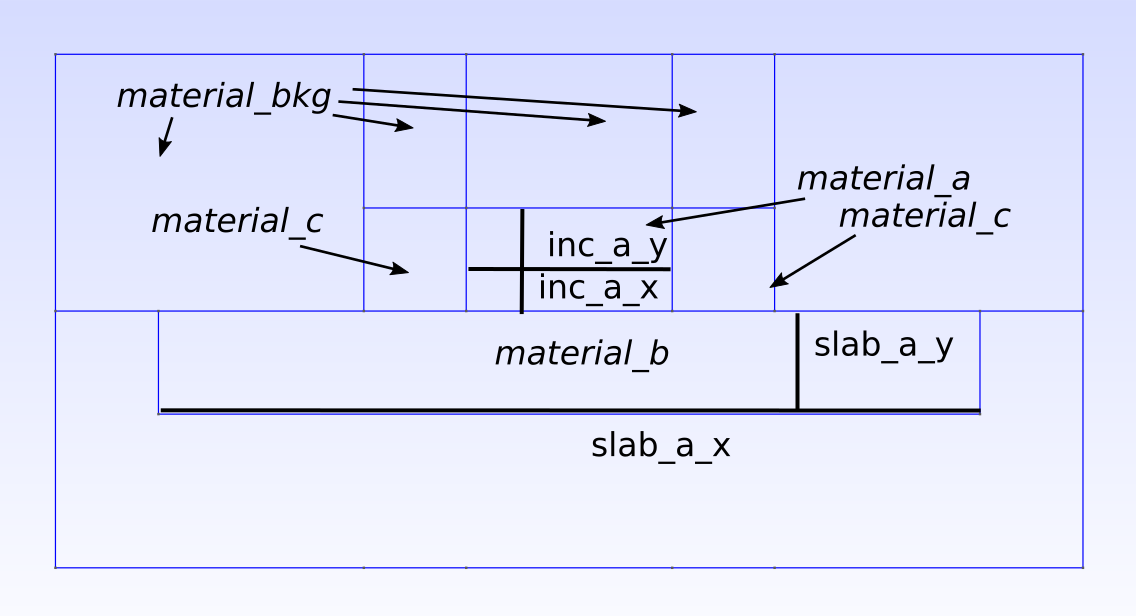 material_bkg
material_a
material_c
material_c
inc_a_y
inc_a_x
slab_a_y
material_b
slab_a_x